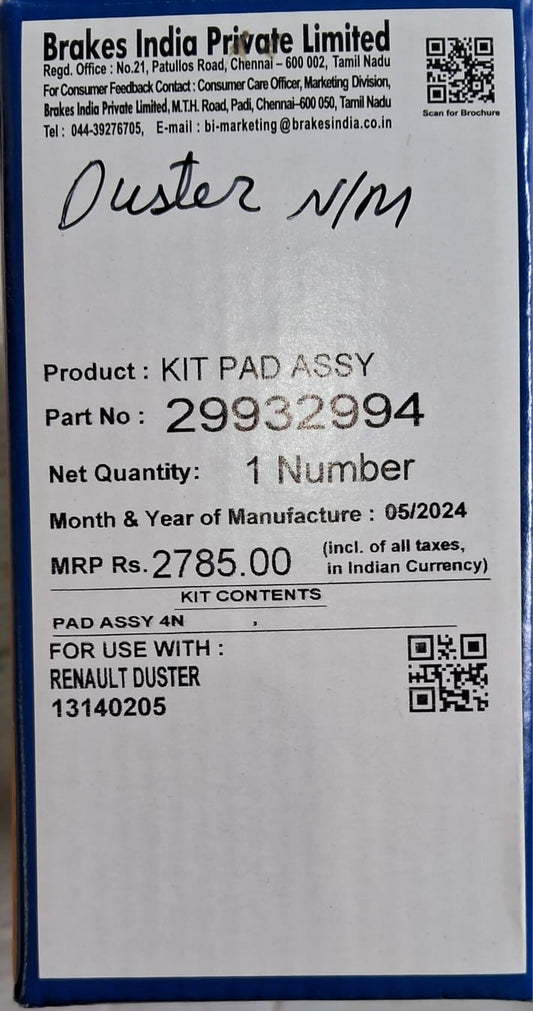 Brakes India Private Limited
Regd. Office : No.21, Patullos Road, Chennai – 600 002, Tamil Nadu
For Consumer Feedback Contact : Consumer Care Officer, Marketing Division,
Brakes India Private Limited, M.T.H. Road, Padi, Chennai–600 050, Tamil Nadu
Tel : 044-39276705, E-mail : bi-marketing@brakesindia.co.in
Scan for Brochure
Duster N/M
Product : KIT PAD ASSY
Part No : 29932994
Net Quantity: 1 Number
Month & Year of Manufacture : 05/2024
MRP Rs. 2785.00 (incl. of all taxes,
in Indian Currency)
KIT CONTENTS
PAD ASSY 4N ,
FOR USE WITH :
RENAULT DUSTER
13140205